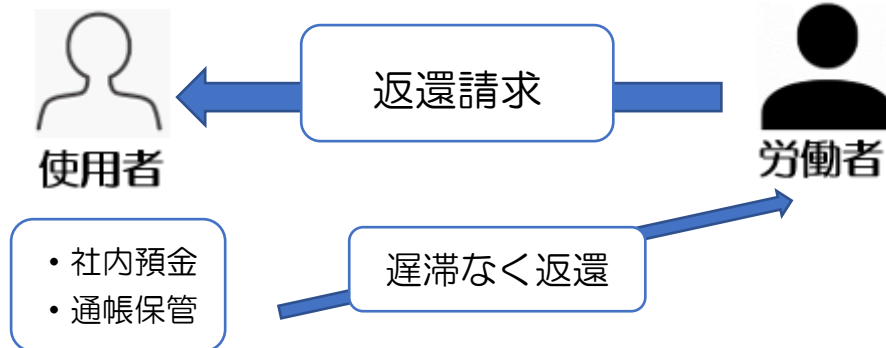 返還請求
使用者
労働者
・社内預金
・通帳保管
遅滞なく返還